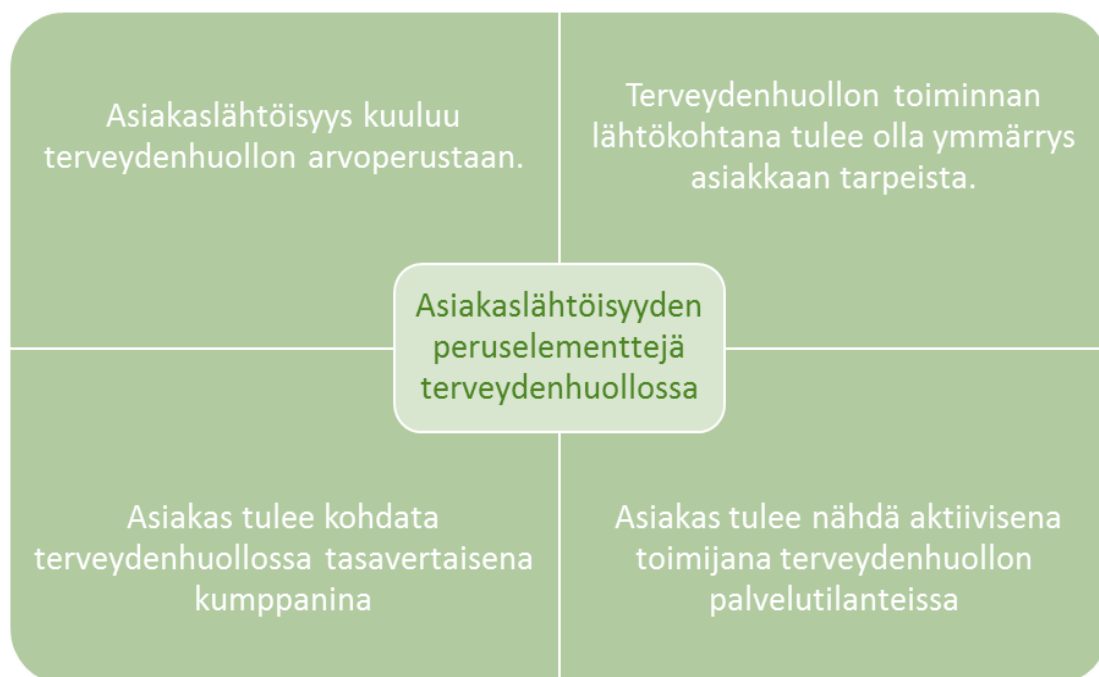 Asiakaslähtöisyys kuuluu
terveydenhuollon arvoperustaan.
Terveydenhuollon toiminnan
lähtökohtana tulee olla ymmärrys
asiakkaan tarpeista.
Asiakaslähtöisyyden
peruselementtejä
terveydenhuollossa
Asiakas tulee kohdata
terveydenhuollossa tasavertaisena
kumppanina
Asiakas tulee nähdä aktiivisena
toimijana terveydenhuollon
palvelutilanteissa